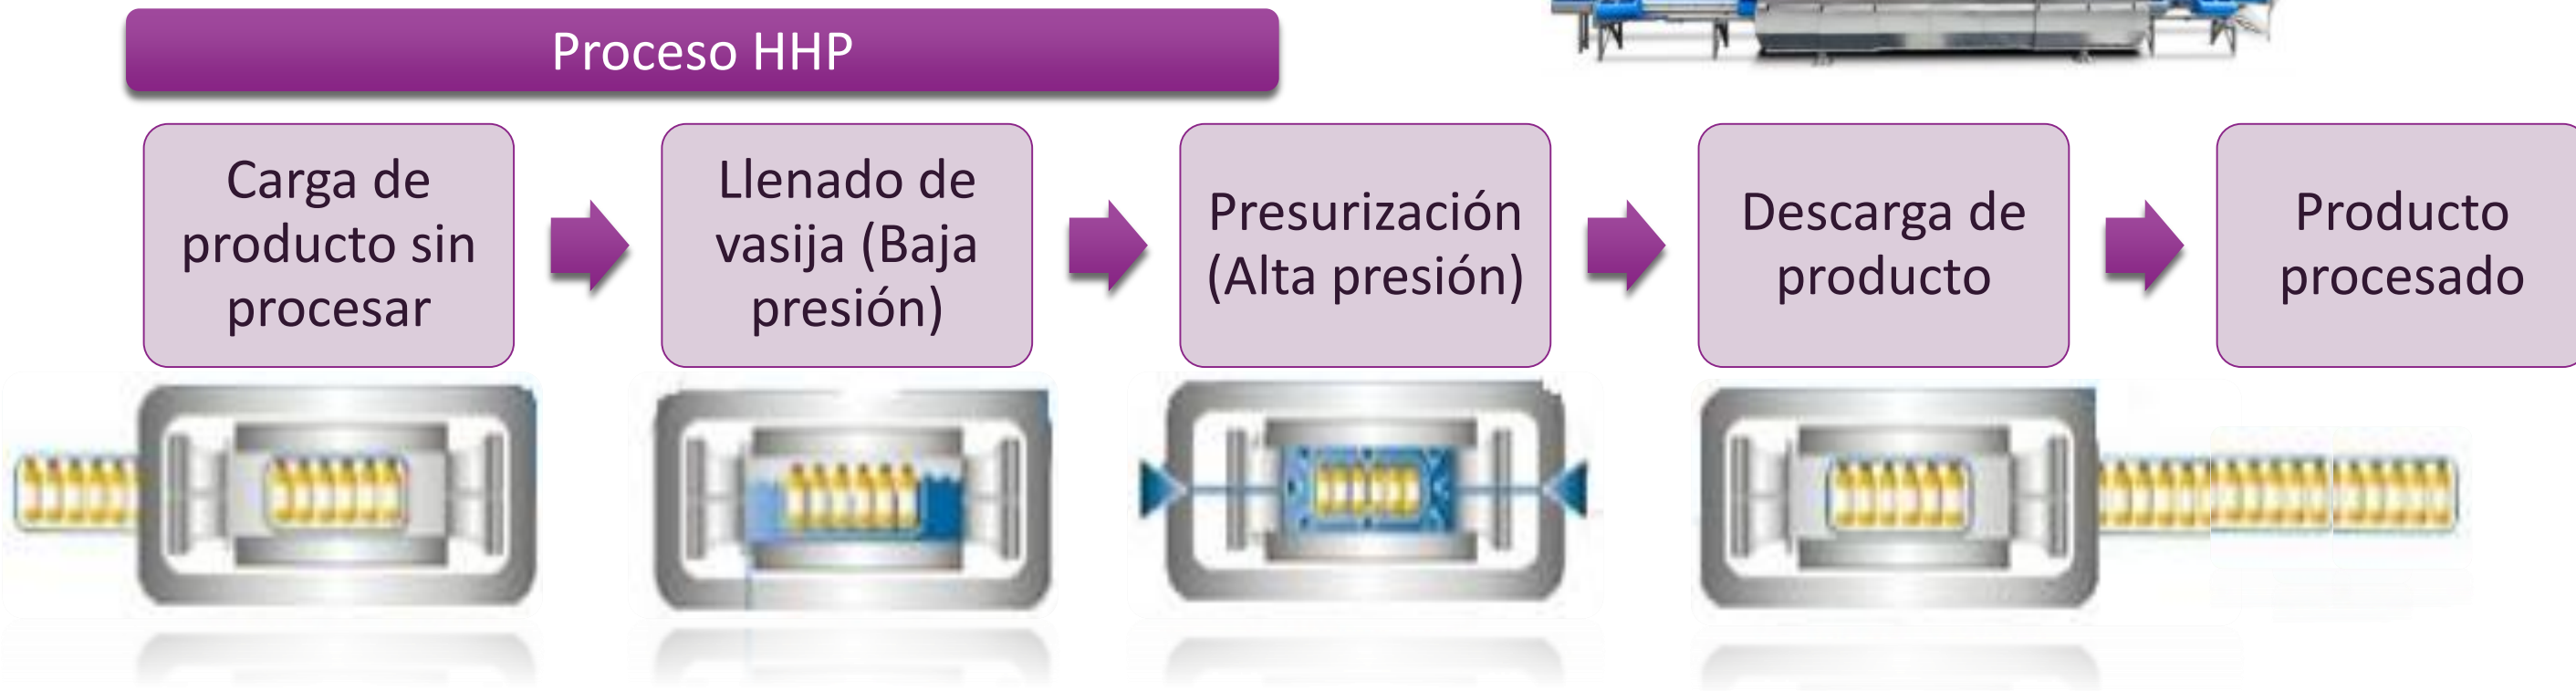 Proceso HHP
Carga de
producto sin
procesar
Llenado de
vasija (Baja
presión)
Presurización
(Alta presión)
Descarga de
producto
Producto
procesado